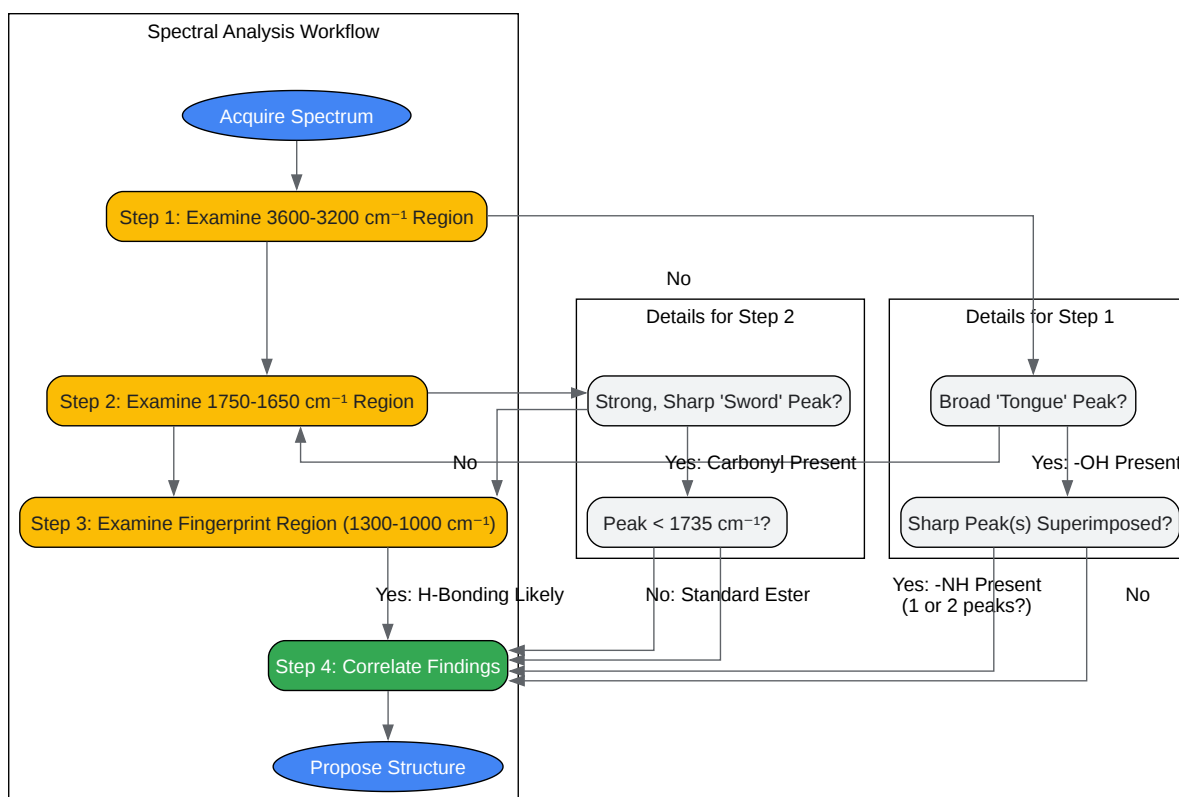 Spectral Analysis Workflow
Acquire Spectrum
Step 1: Examine 3600-3200 cm⁻¹ Region
No
Details for Step 2
Details for Step 1
Step 2: Examine 1750-1650 cm⁻¹ Region
Strong, Sharp 'Sword' Peak?
Broad 'Tongue' Peak?
No
Yes: Carbonyl Present
Yes: -OH Present
Step 3: Examine Fingerprint Region (1300-1000 cm⁻¹)
Peak < 1735 cm⁻¹?
Sharp Peak(s) Superimposed?
Yes: H-Bonding Likely
No: Standard Ester
Yes: -NH Present
(1 or 2 peaks?)
No
Step 4: Correlate Findings
Propose Structure